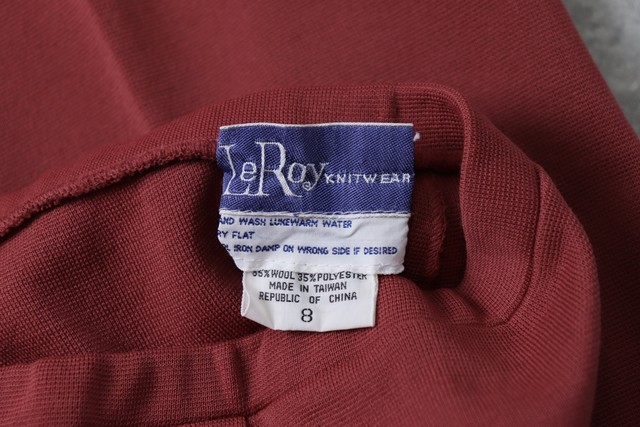 LeRoy KNITWEAR
AND WASH LUKEWARM WATER
RY FLAT
L IRON DAMP ON WRONG SIDE IF DESIRED
65%WOOL 35%POLYESTER
MADE IN TAIWAN
REPUBLIC OF CHINA
8